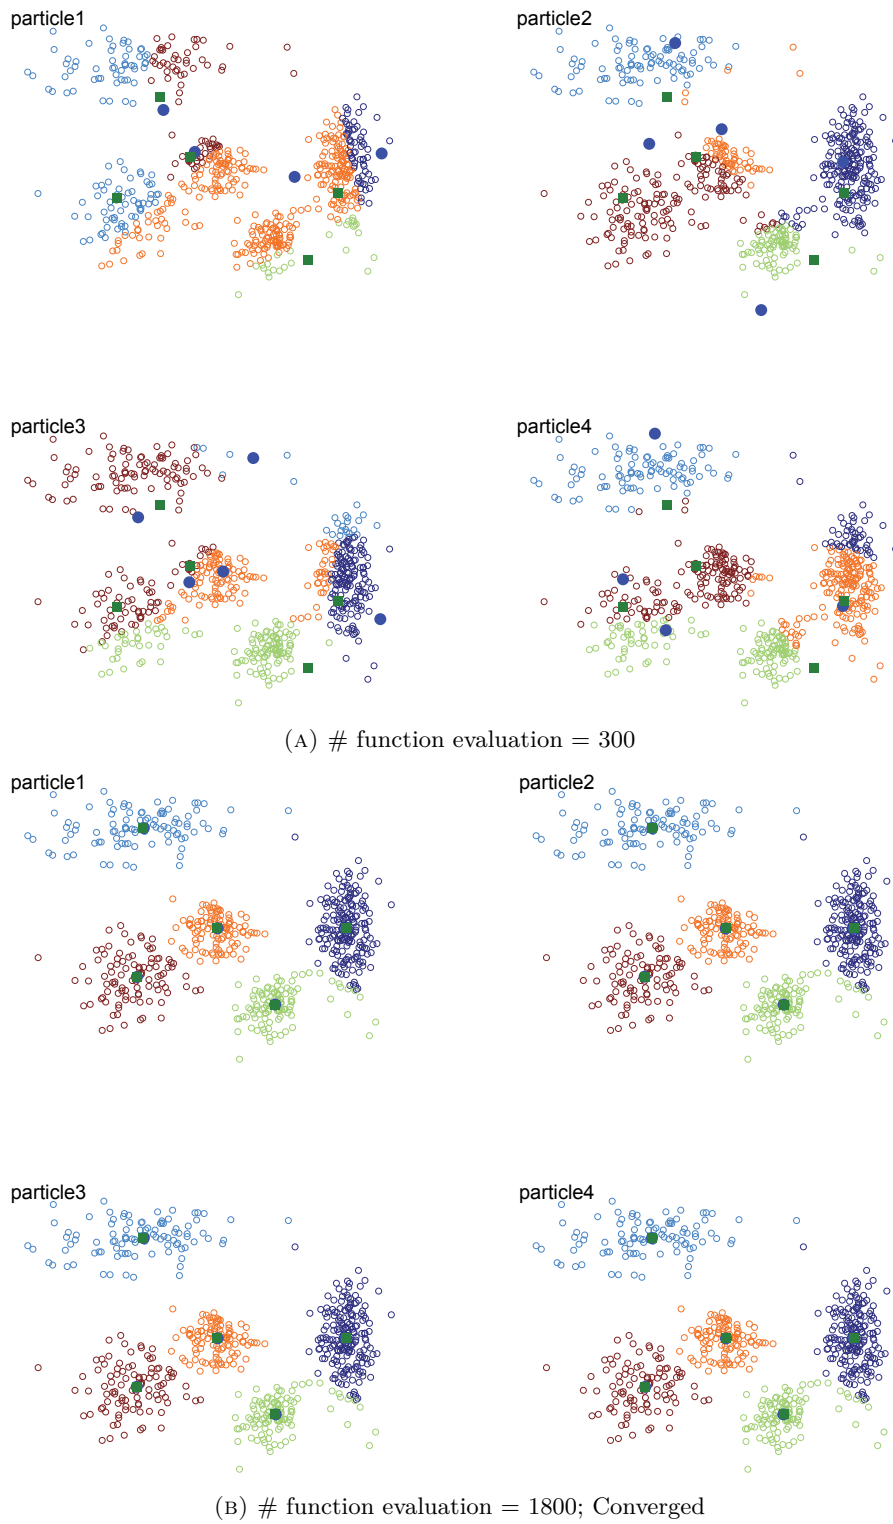 particle1
particle2
particle3
particle4
(A) # function evaluation = 300
particle1
particle2
particle3
particle4
(B) # function evaluation = 1800; Converged